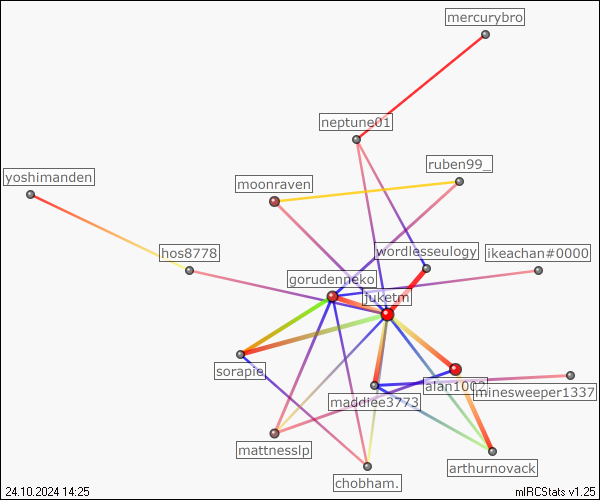 mercurybro
neptune01
ruben99_
yoshimanden
moonraven
hos8778
wordlesseulogy
ikeachan#0000
gorudenneko
juketm
sorapie
alan1002
minesweeper1337
maddiee3773
mattnesslp
arthurnovack
chobham.
24.10.2024 14:25
mIRCStats v1.25